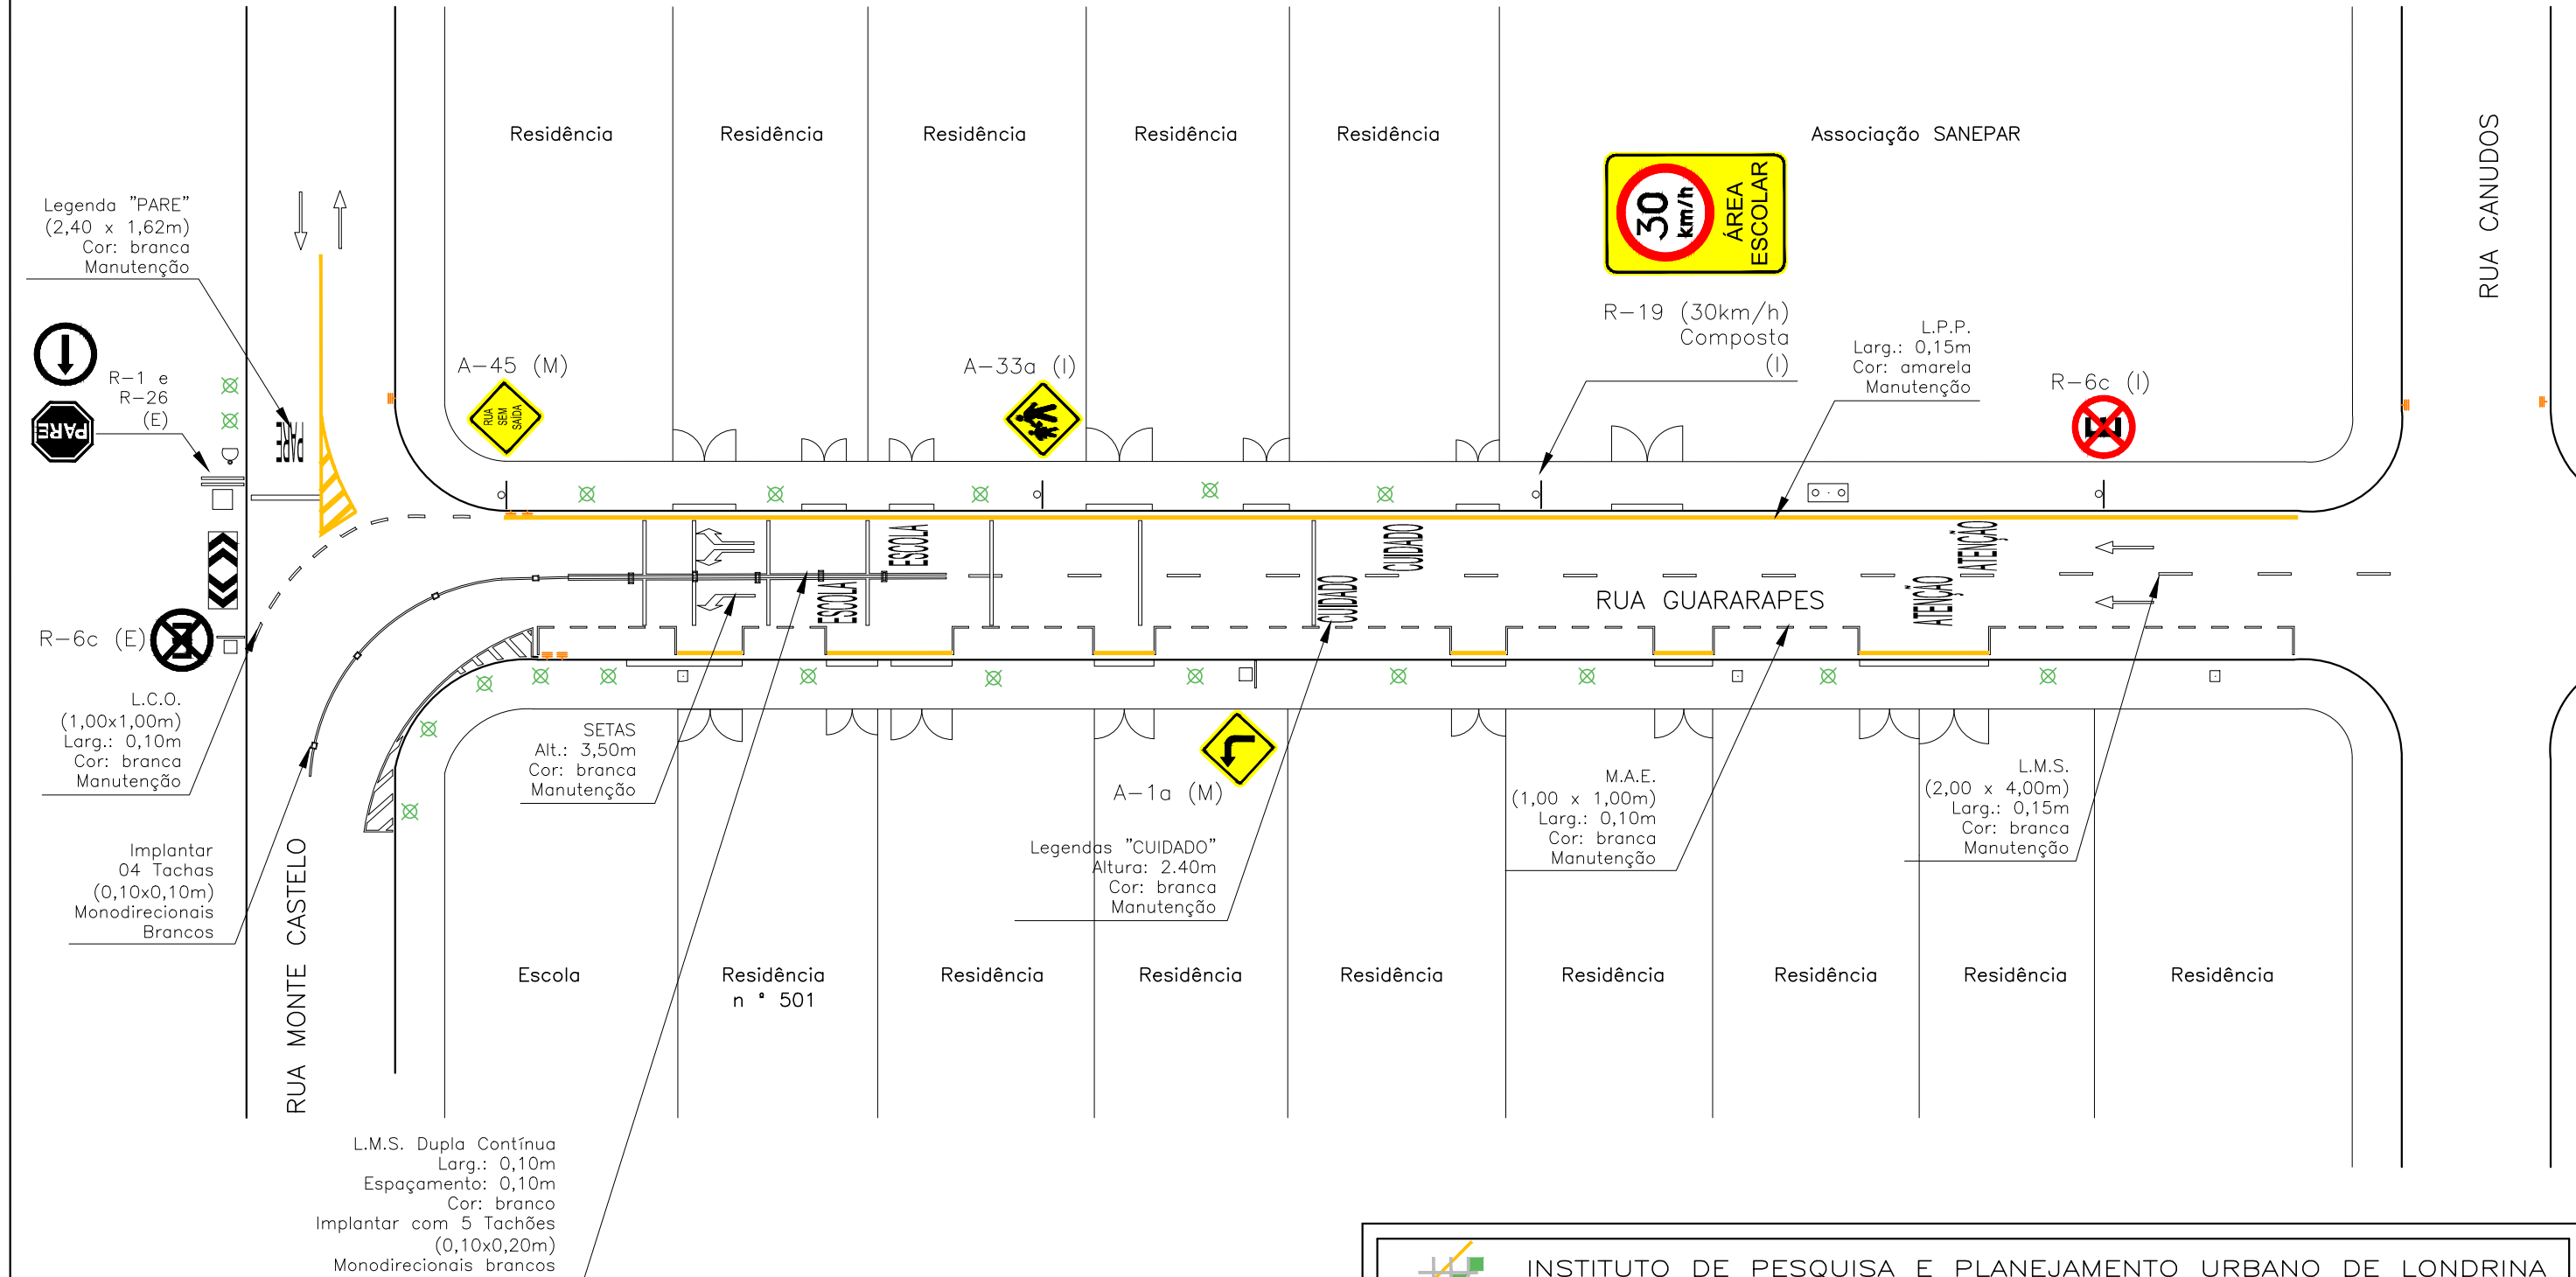 Residência
Residência
Residência
Residência
Residência
Associação SANEPAR
RUA CANUDOS
Legenda "PARE"
(2,40 x 1,62m)
Cor: branca
Manutenção
30
km/h
ÁREA
ESCOLAR
R-19 (30km/h)
Composta
(I)
L.P.P.
Larg.: 0,15m
Cor: amarela
Manutenção
R-6c (I)
E
A-45 (M)
RUA
SEM
SAÍDA
A-33a (I)
R-1 e
R-26
(E)
PARE
PARE
ESCOLA
ESCOLA
CUIDADO
CUIDADO
ATENÇÃO
ATENÇÃO
RUA GUARARAPES
R-6c (E)
E
L.C.O.
(1,00x1,00m)
Larg.: 0,10m
Cor: branca
Manutenção
SETAS
Alt.: 3,50m
Cor: branca
Manutenção
A-1a (M)
M.A.E.
(1,00 x 1,00m)
Larg.: 0,10m
Cor: branca
Manutenção
L.M.S.
(2,00 x 4,00m)
Larg.: 0,15m
Cor: branca
Manutenção
Legendas "CUIDADO"
Altura: 2.40m
Cor: branca
Manutenção
Implantar
04 Tachas
(0,10x0,10m)
Monodirecionais
Brancos
RUA MONTE CASTELO
Escola
Residência
n ª 501
Residência
Residência
Residência
Residência
Residência
Residência
Residência
L.M.S. Dupla Contínua
Larg.: 0,10m
Espaçamento: 0,10m
Cor: branco
Implantar com 5 Tachões
(0,10x0,20m)
Monodirecionais brancos
INSTITUTO DE PESQUISA E PLANEJAMENTO URBANO DE LONDRINA